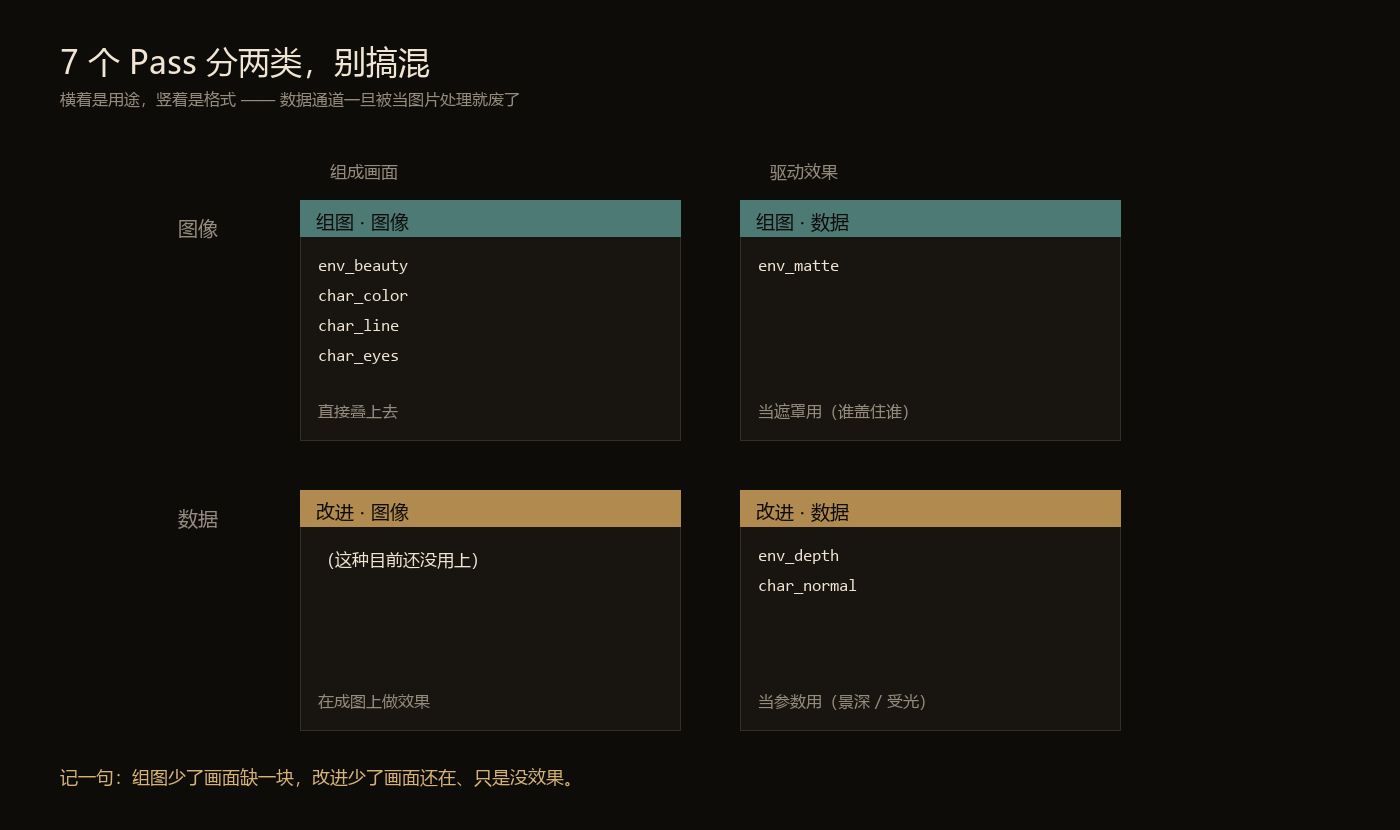 7 个 Pass 分两类，别搞混
横着是用途，竖着是格式 —— 数据通道一旦被当图片处理就废了
组成画面
驱动效果
图像
组图 · 图像
env_beauty
char_color
char_line
char_eyes
直接叠上去
组图 · 数据
env_matte
当遮罩用（谁盖住谁）
数据
改进 · 图像
（这种目前还没用上）
在成图上做效果
改进 · 数据
env_depth
char_normal
当参数用（景深 / 受光）
记一句：组图少了画面缺一块，改进少了画面还在、只是没效果。